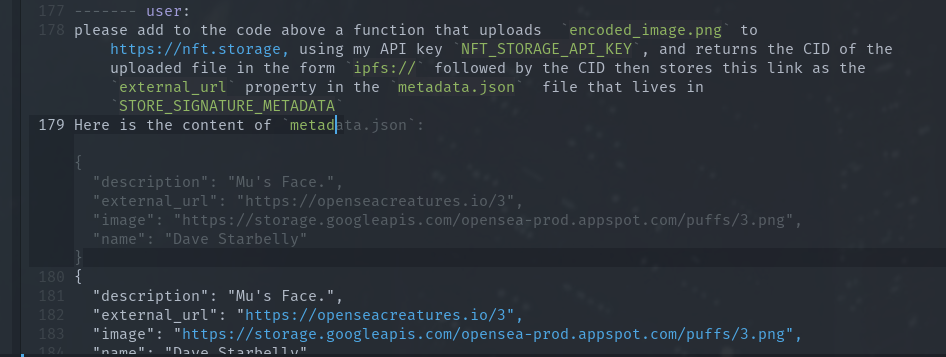 177 ------- user:
178 please add to the code above a function that uploads  `encoded_image.png` to
https://nft.storage, using my API key `NFT_STORAGE_API_KEY`, and returns the CID of the
uploaded file in the form `ipfs://` followed by the CID then stores this link as the
`external_url` property in the `metadata.json`  file that lives in
`STORE_SIGNATURE_METADATA`
179 Here is the content of `metadata.json`:
{
"description": "Mu's Face.",
"external_url": "https://openseacreatures.io/3",
"image": "https://storage.googleapis.com/opensea-prod.appspot.com/puffs/3.png",
"name": "Dave Starbelly"
}
180 {
181 "description": "Mu's Face.",
182 "external_url": "https://openseacreatures.io/3",
183 "image": "https://storage.googleapis.com/opensea-prod.appspot.com/puffs/3.png",
184 "name": "Dave Starbelly"